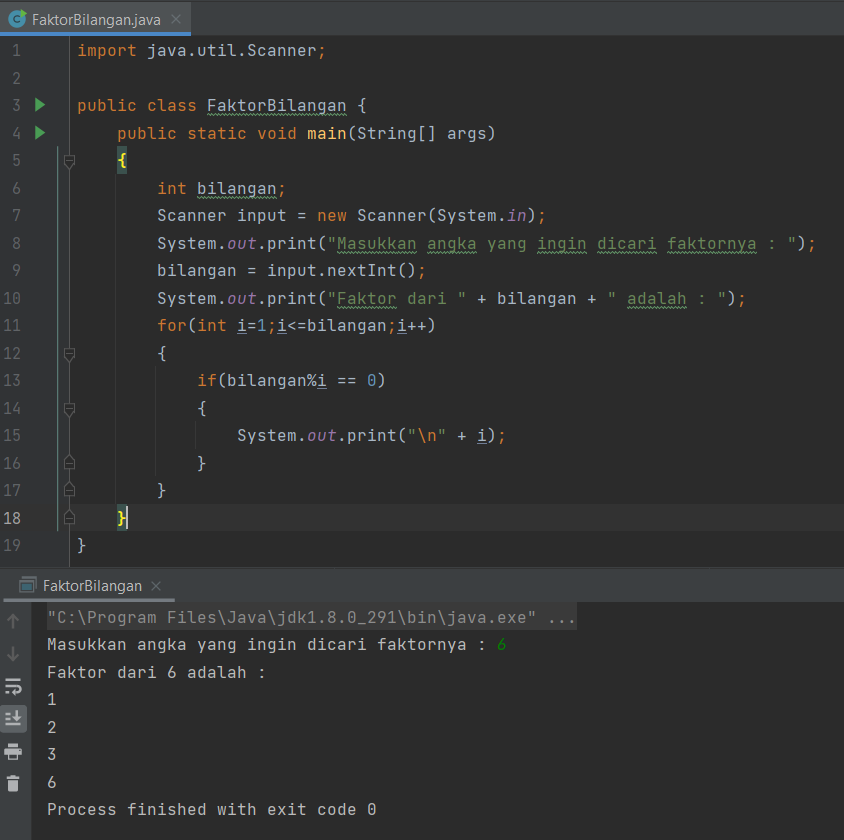 FaktorBilangan.java
1 import java.util.Scanner;
2
3 public class FaktorBilangan {
4 public static void main(String[] args)
5 {
6 int bilangan;
7 Scanner input = new Scanner(System.in);
8 System.out.print("Masukkan angka yang ingin dicari faktornya : ");
9 bilangan = input.nextInt();
10 System.out.print("Faktor dari " + bilangan + " adalah : ");
11 for(int i=1;i<=bilangan;i++)
12 {
13 if(bilangan%i == 0)
14 {
15 System.out.print("\n" + i);
16 }
17 }
18 }
19 }
FaktorBilangan
"C:\Program Files\Java\jdk1.8.0_291\bin\java.exe" ...
Masukkan angka yang ingin dicari faktornya : 6
Faktor dari 6 adalah :
1
2
3
6
Process finished with exit code 0